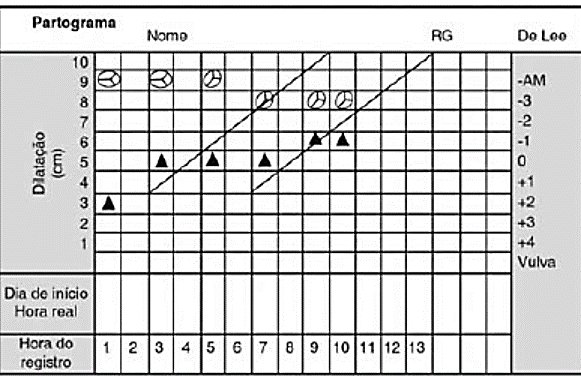 Partograma
Nome RG De Lee
Dilatação
(cm)
10
9
8
7
6
5
4
3
2
1
-AM
-3
-2
-1
0
+1
+2
+3
+4
Vulva
Dia de início
Hora real
Hora do
registro
1 2 3 4 5 6 7 8 9 10 11 12 13